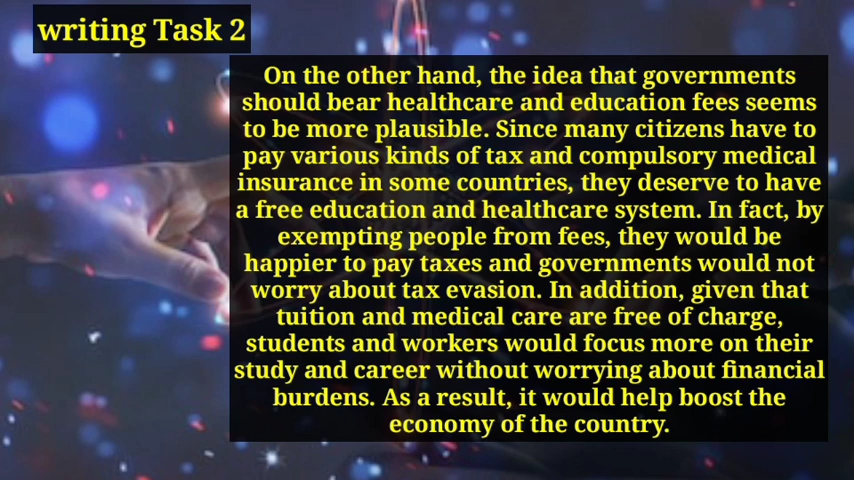 writing Task 2
On the other hand, the idea that governments
should bear healthcare and education fees seems
to be more plausible. Since many citizens have to
pay various kinds of tax and compulsory medical
insurance in some countries, they deserve to have
a free education and healthcare system. In fact, by
exempting people from fees, they would be
happier to pay taxes and governments would not
worry about tax evasion. In addition, given that
tuition and medical care are free of charge,
students and workers would focus more on their
study and career without worrying about financial
burdens. As a result, it would help boost the
economy of the country.